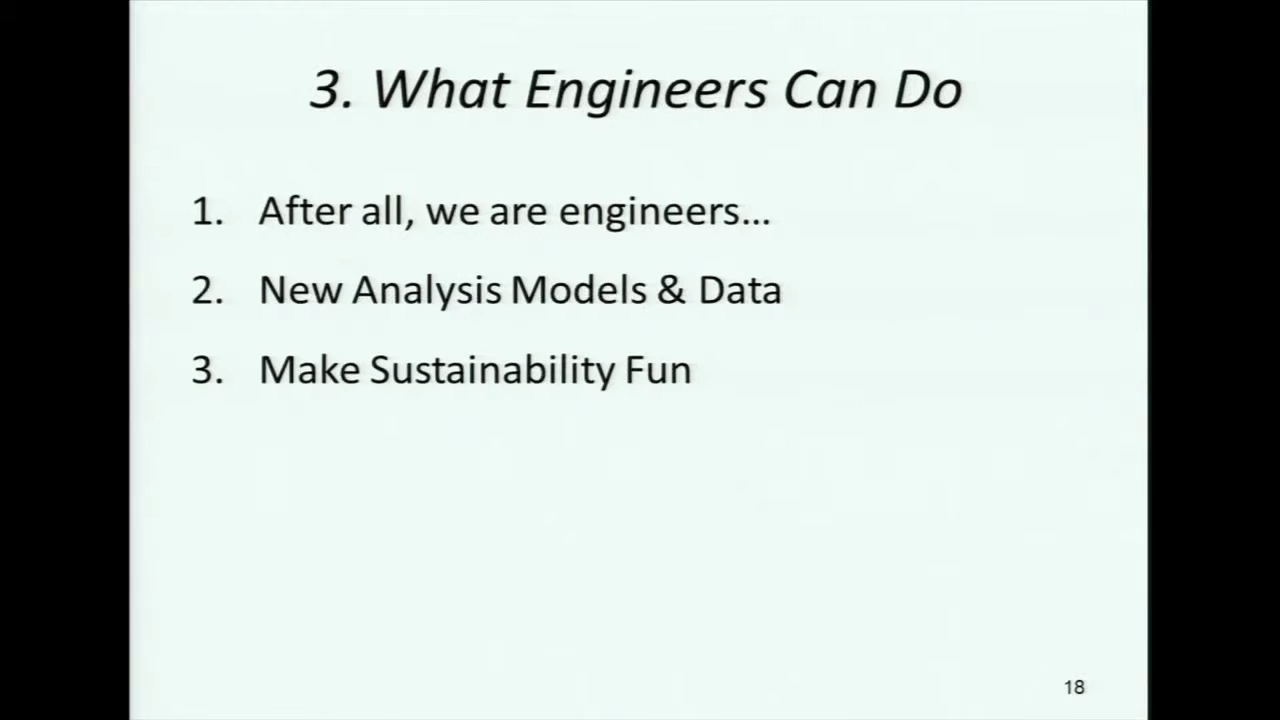 3. What Engineers Can Do
1. After all, we are engineers...
2. New Analysis Models & Data
3. Make Sustainability Fun
18